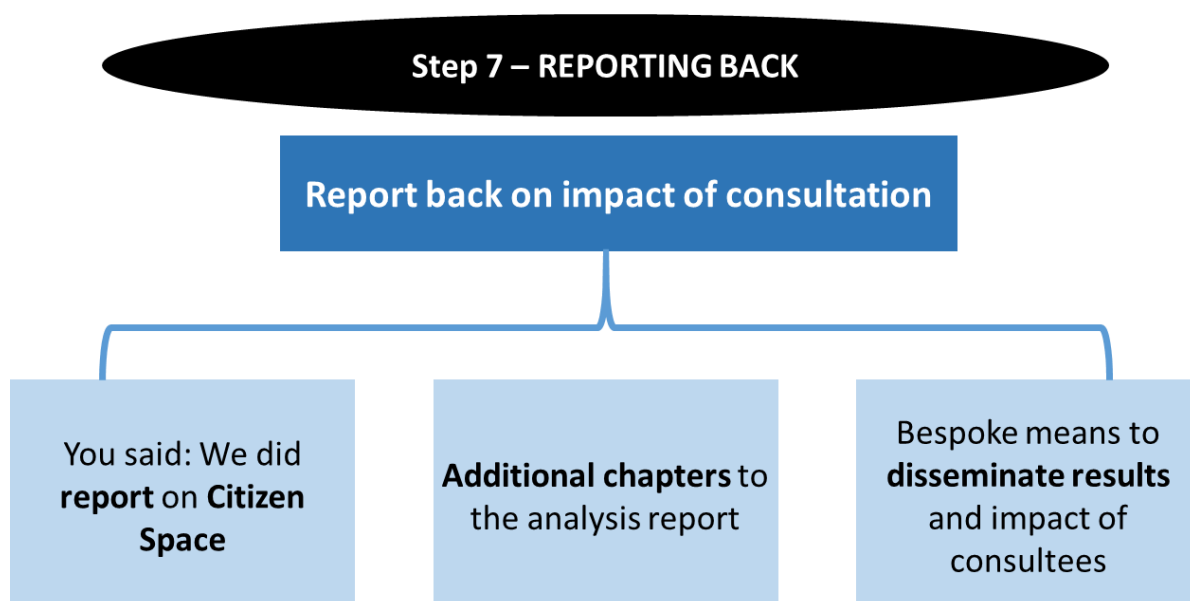 Step 7 – REPORTING BACK
Report back on impact of consultation
You said: We did
report on Citizen
Space
Additional chapters to
the analysis report
Bespoke means to
disseminate results
and impact of
consultees